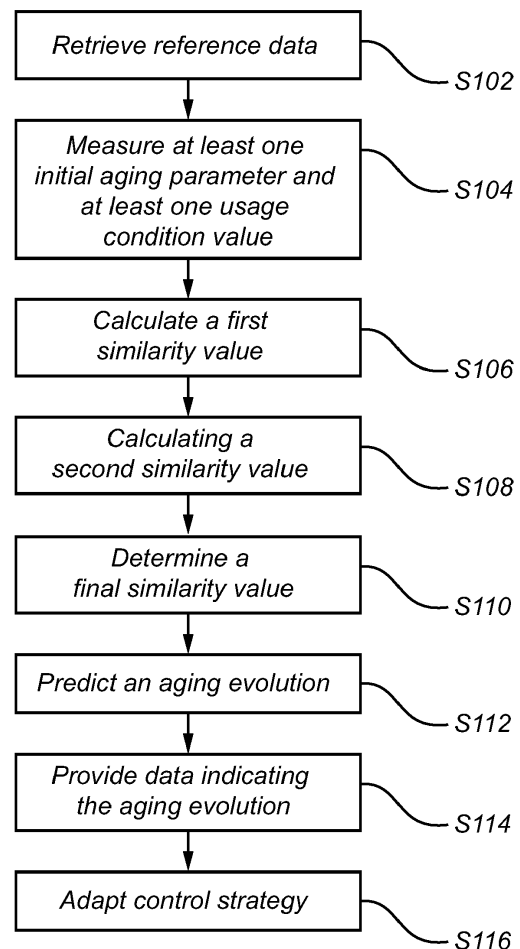 Retrieve reference data
S102
Measure at least one
initial aging parameter and
at least one usage
condition value
S104
Calculate a first
similarity value
S106
Calculating a
second similarity value
S108
Determine a
final similarity value
S110
Predict an aging evolution
S112
Provide data indicating
the aging evolution
S114
Adapt control strategy
S116